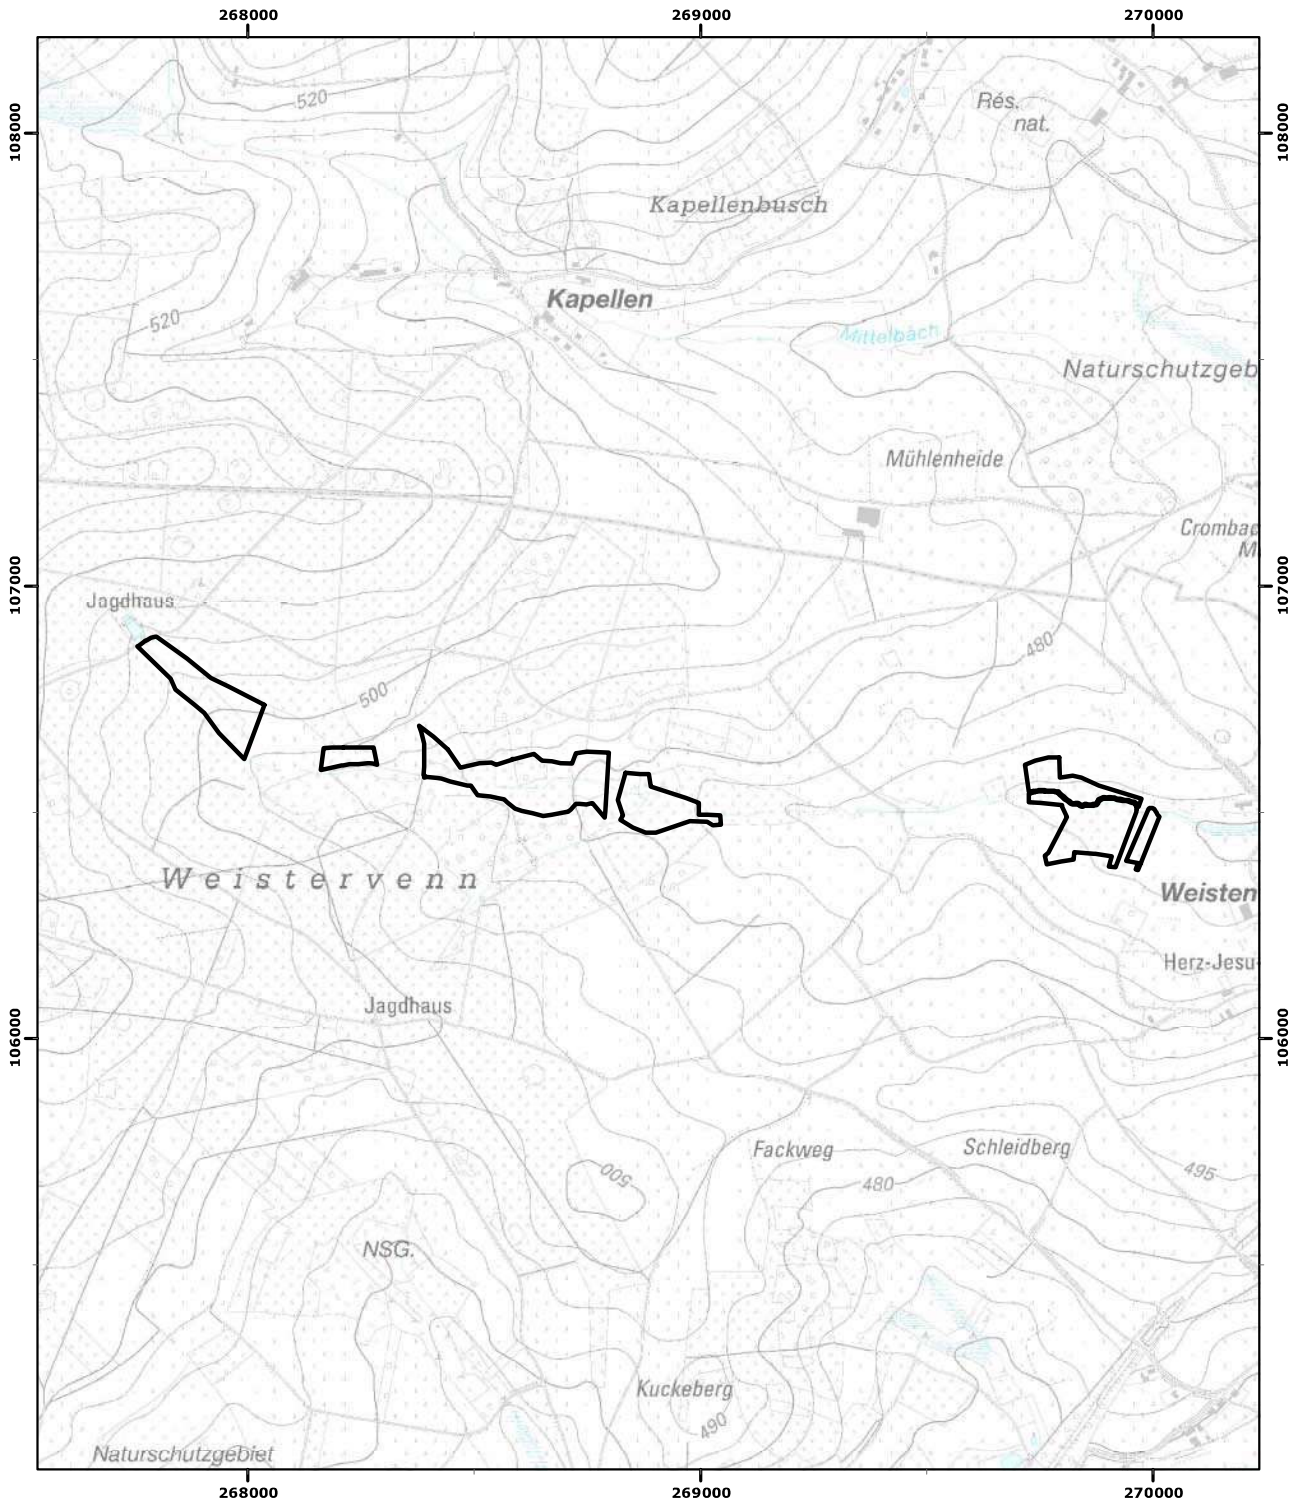 268000
269000
270000
520
Rés.
nat.
108000
108000
Kapellenbusch
Kapellen
520
Mittelbach
Naturschutzgeb
Mühlenheide
Crombac
M
107000
107000
Jagdhaus
480
500
Weistervenn
Weisten
Herz-Jesu-
Jagdhaus
106000
106000
Fackweg
Schleidberg
500
480
495
NSG.
Kuckeberg
490
Naturschutzgebiet
268000
269000
270000